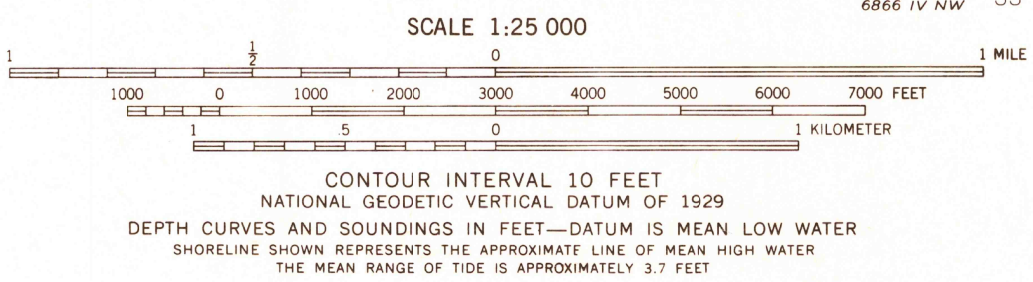 6866 IV NW
SCALE 1:25 000
1 1/2 0 1 MILE
1000 0 1000 2000 3000 4000 5000 6000 7000 FEET
1 .5 0 1 KILOMETER
CONTOUR INTERVAL 10 FEET
NATIONAL GEODETIC VERTICAL DATUM OF 1929
DEPTH CURVES AND SOUNDINGS IN FEET—DATUM IS MEAN LOW WATER
SHORELINE SHOWN REPRESENTS THE APPROXIMATE LINE OF MEAN HIGH WATER
THE MEAN RANGE OF TIDE IS APPROXIMATELY 3.7 FEET